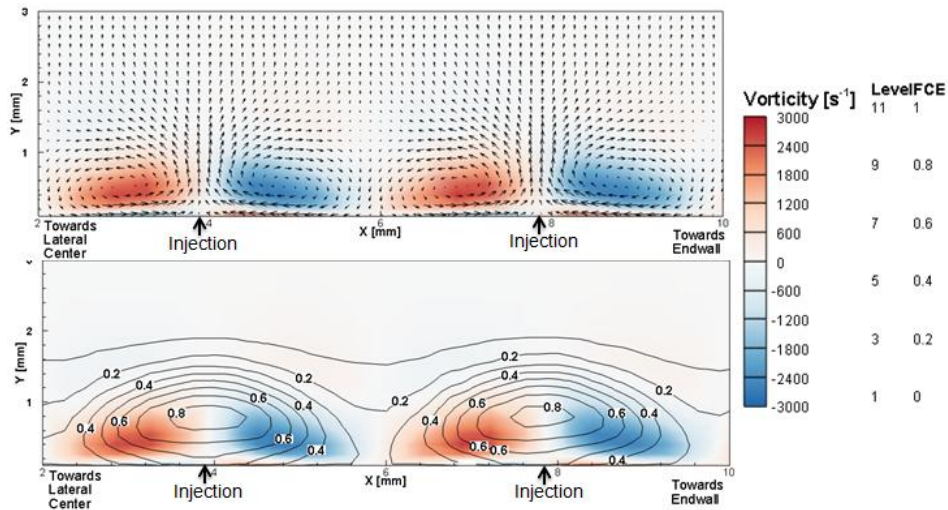 3
2
1
Y [mm]
2
4
6
8
10
X [mm]
Towards
Lateral
Center
Injection
Injection
Towards
Endwall
2
1
Y [mm]
0.2
0.4
0.6
0.8
0.2
0.4
0.6
0.4
0.2
0.4
0.6
0.8
0.2
0.4
0.6
0.4
0.6
0.6
0.4
2
4
6
8
10
X [mm]
Towards
Lateral
Center
Injection
Injection
Towards
Endwall
Vorticity [s⁻¹]
3000
2400
1800
1200
600
0
-600
-1200
-1800
-2400
-3000
Level FCE
11 1
9 0.8
7 0.6
5 0.4
3 0.2
1 0